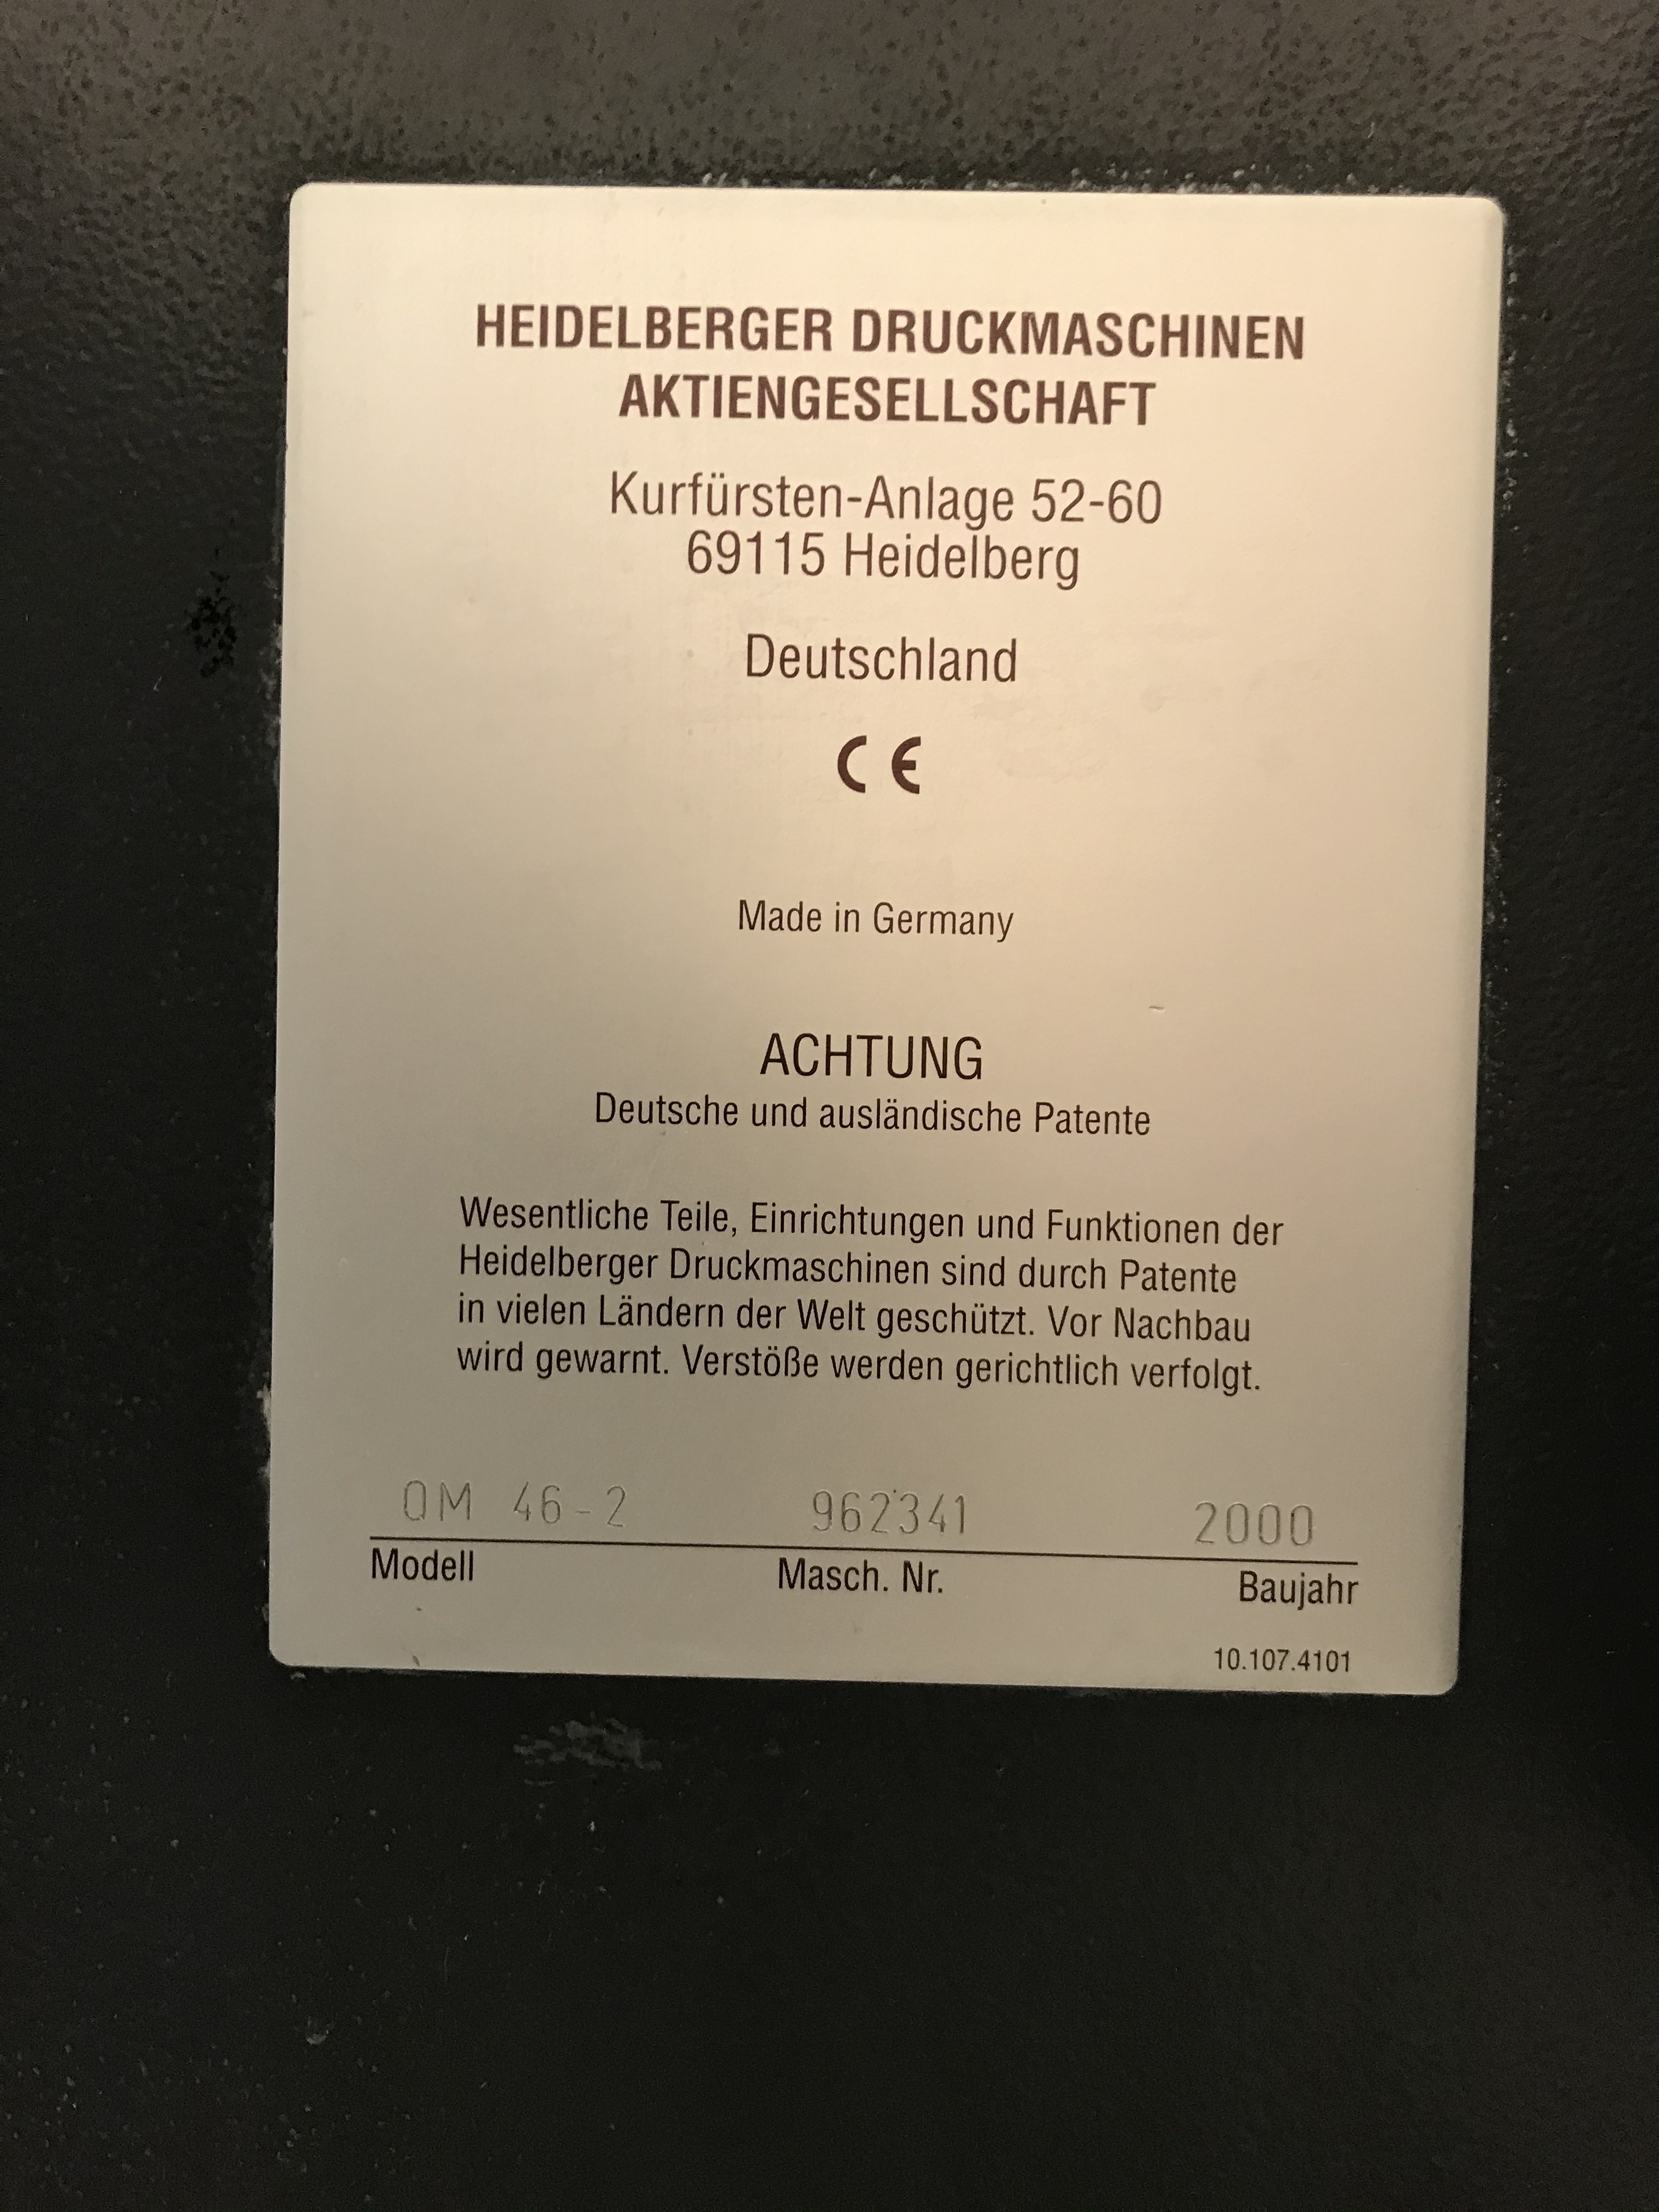 HEIDELBERGER DRUCKMASCHINEN
AKTIENGESELLSCHAFT
Kurfürsten-Anlage 52-60
69115 Heidelberg
Deutschland
CE
Made in Germany
ACHTUNG
Deutsche und ausländische Patente
Wesentliche Teile, Einrichtungen und Funktionen der
Heidelberger Druckmaschinen sind durch Patente
in vielen Ländern der Welt geschützt. Vor Nachbau
wird gewarnt. Verstöße werden gerichtlich verfolgt.
QM 46-2 962341 2000
Modell Masch. Nr. Baujahr
10.107.4101